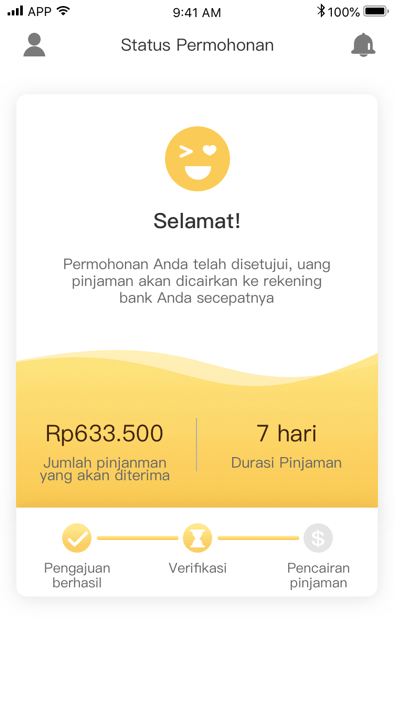 APP 9:41 AM 100%
Status Permohonan
Selamat!
Permohonan Anda telah disetujui, uang
pinjaman akan dicairkan ke rekening
bank Anda secepatnya
Rp633.500
Jumlah pinjanman
yang akan diterima
7 hari
Durasi Pinjaman
Pengajuan
berhasil
Verifikasi
Pencairan
pinjaman